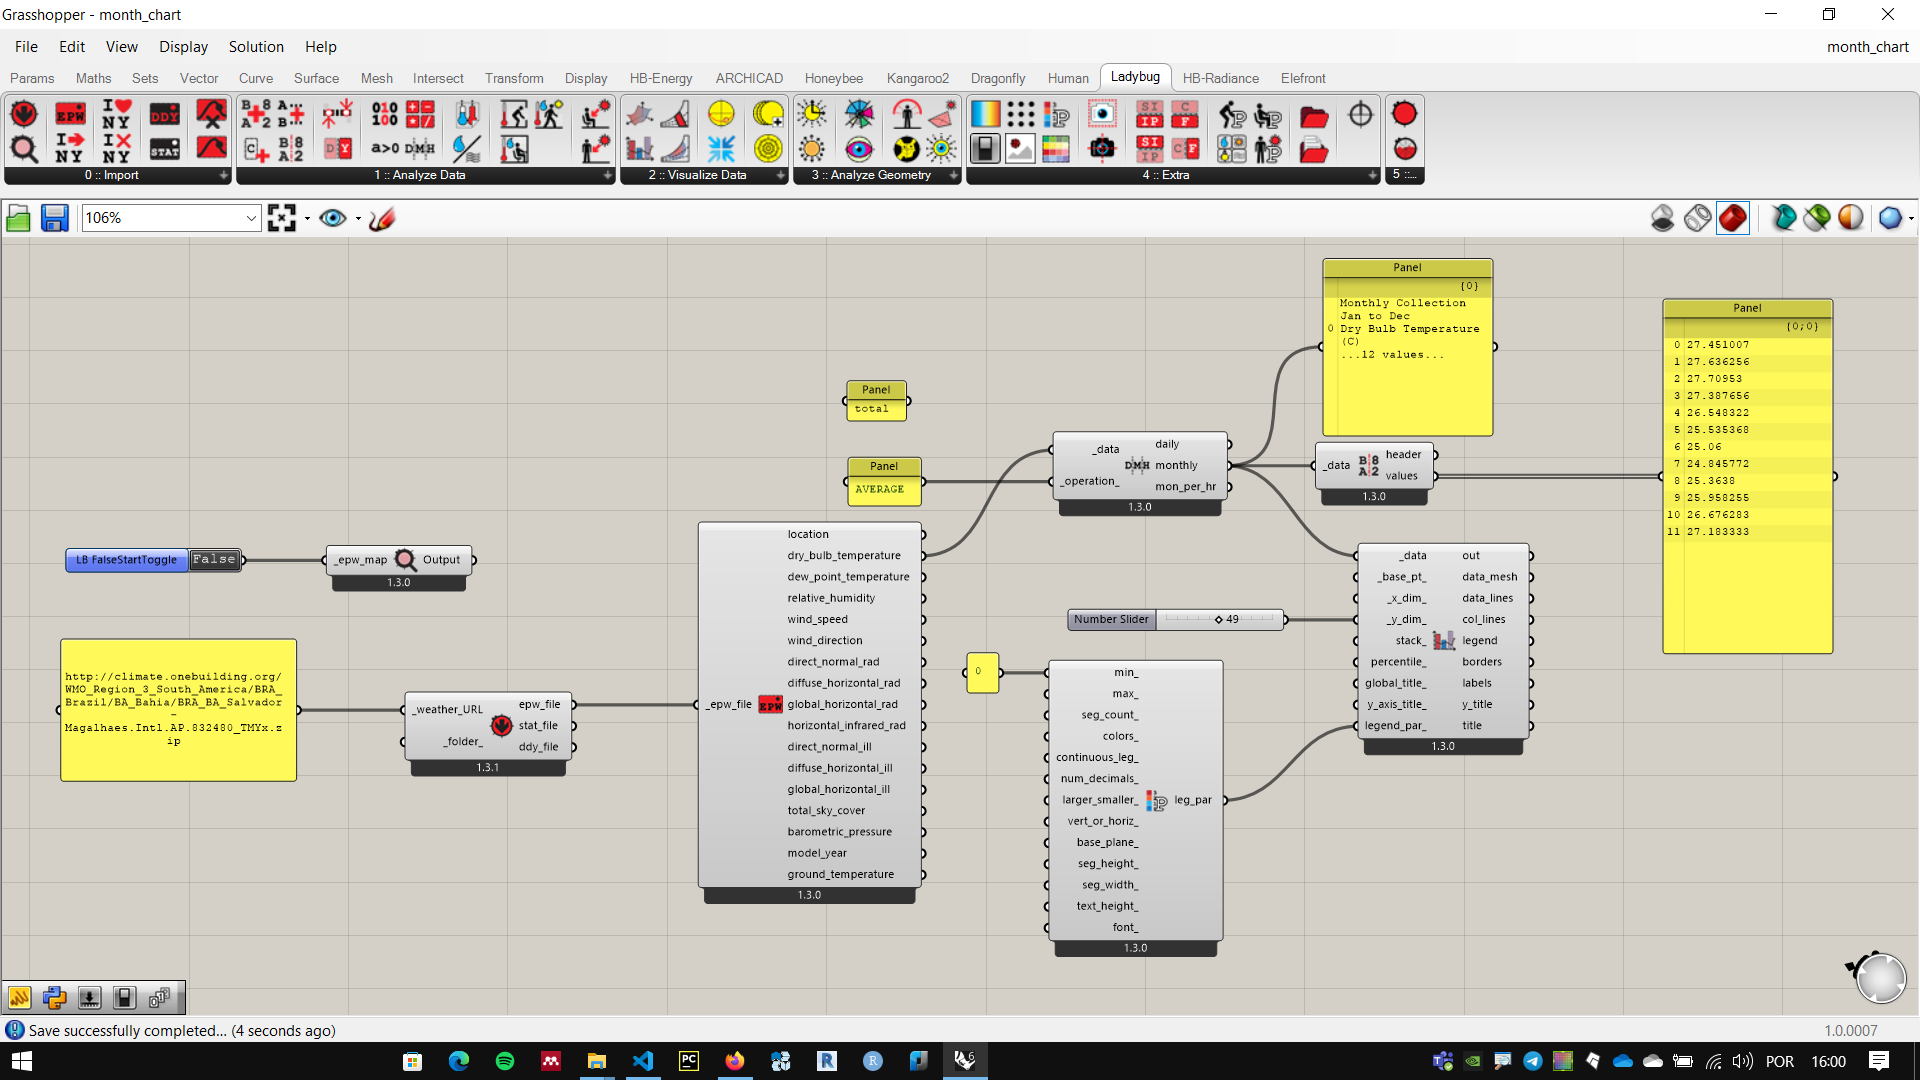 Grasshopper - month_chart
File Edit View Display Solution Help month_chart
Params Maths Sets Vector Curve Surface Mesh Intersect Transform Display HB-Energy ARCHICAD Honeybee Kangaroo2 Dragonfly Human Ladybug HB-Radiance Elefront
0 :: Import 1 :: Analyze Data 2 :: Visualize Data 3 :: Analyze Geometry 4 :: Extra 5 ::...
106%
Panel
{0}
0
Monthly Collection
Jan to Dec
Dry Bulb Temperature
(C)
...12 values...
Panel
{0;0}
0 27.451007
1 27.636256
2 27.70953
3 27.387656
4 26.548322
5 25.535368
6 25.06
7 24.845772
8 25.3638
9 25.958255
10 26.676283
11 27.183333
Panel
total
Panel
AVERAGE
_data
_operation_
DMH
daily
monthly
mon_per_hr
1.3.0
_data
header
values
1.3.0
LB FalseStartToggle False
_epw_map Output
1.3.0
http://climate.onebuilding.org/
WMO_Region_3_South_America/BRA_
Brazil/BA_Bahia/BRA_BA_Salvador
-
Magalhaes.Intl.AP.832480_TMYx.z
ip
_weather_URL
_folder_
epw_file
stat_file
ddy_file
1.3.1
_epw_file
EPW
location
dry_bulb_temperature
dew_point_temperature
relative_humidity
wind_speed
wind_direction
direct_normal_rad
diffuse_horizontal_rad
global_horizontal_rad
horizontal_infrared_rad
direct_normal_ill
diffuse_horizontal_ill
global_horizontal_ill
total_sky_cover
barometric_pressure
model_year
ground_temperature
1.3.0
Number Slider 49
0
min_
max_
seg_count_
colors_
continuous_leg_
num_decimals_
larger_smaller_
vert_or_horiz_
base_plane_
seg_height_
seg_width_
text_height_
font_
leg_par
1.3.0
_data
_base_pt_
_x_dim_
_y_dim_
stack_
percentile_
global_title_
y_axis_title_
legend_par_
out
data_mesh
data_lines
col_lines
legend
borders
labels
y_title
title
1.3.0
Save successfully completed... (4 seconds ago) 1.0.0007
POR 16:00